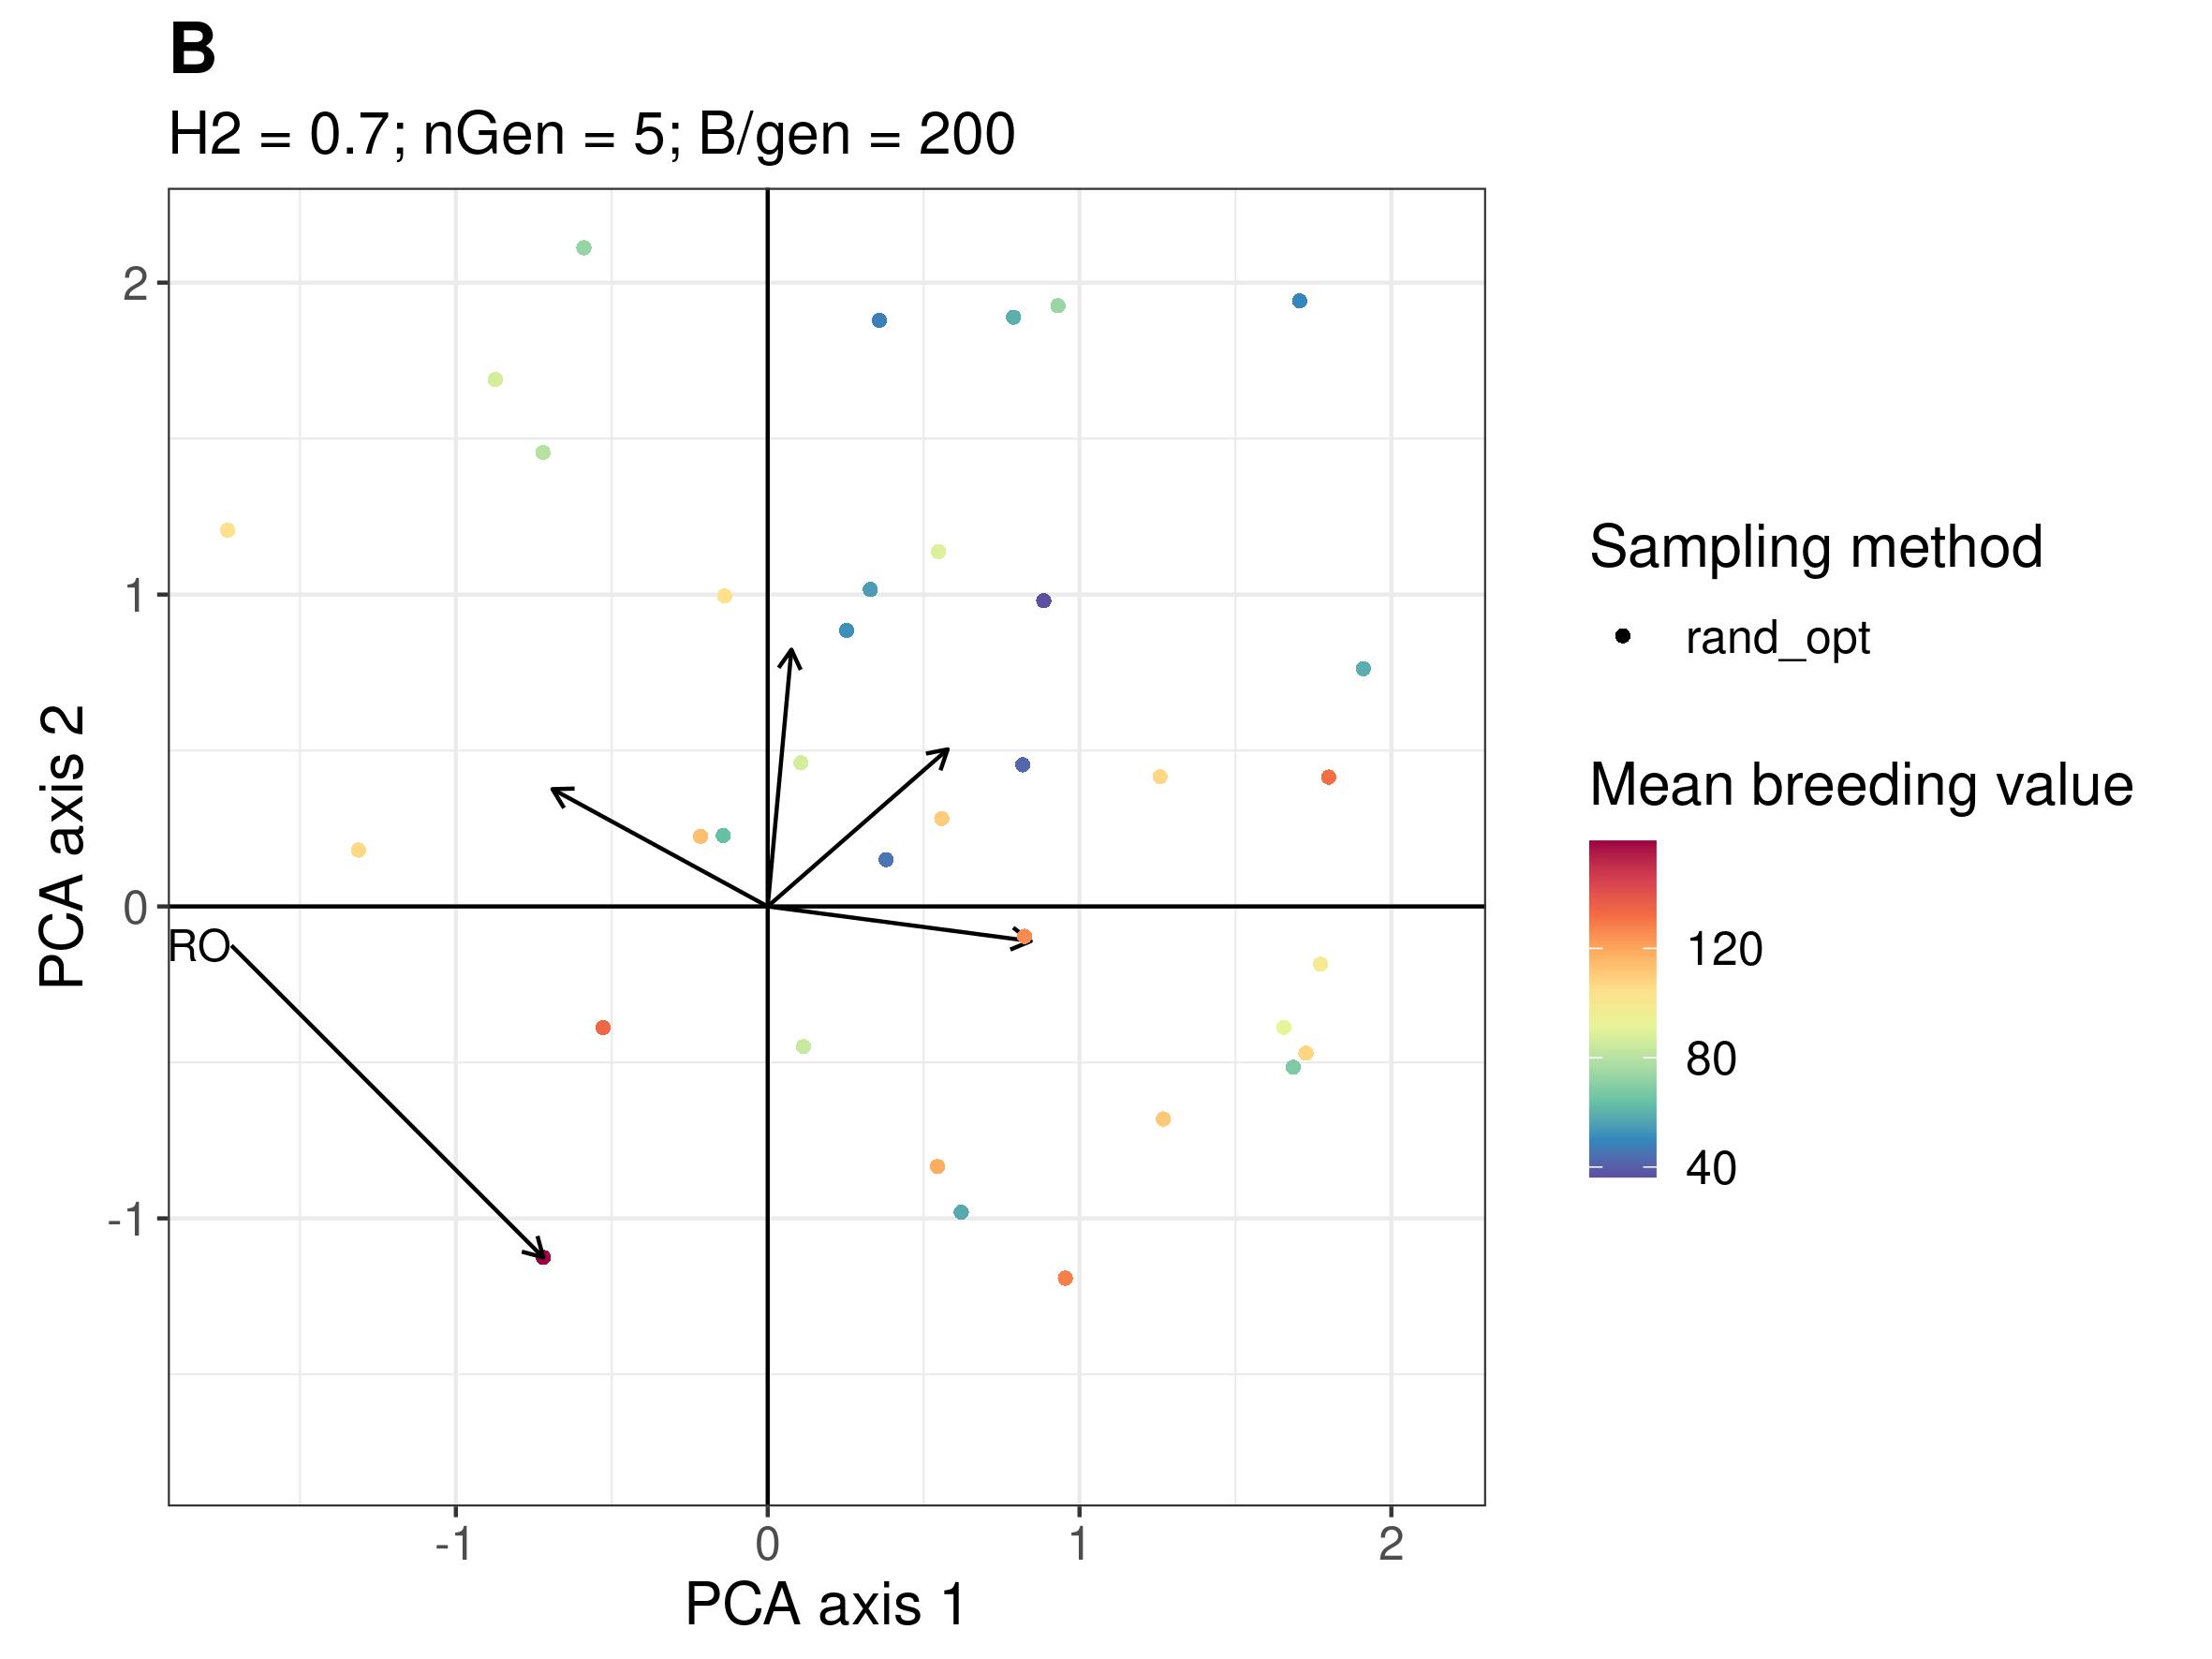 B
H2 = 0.7; nGen = 5; B/gen = 200
PCA axis 2
2
1
0
-1
RO
-1
0
1
2
PCA axis 1
Sampling method
rand_opt
Mean breeding value
120
80
40